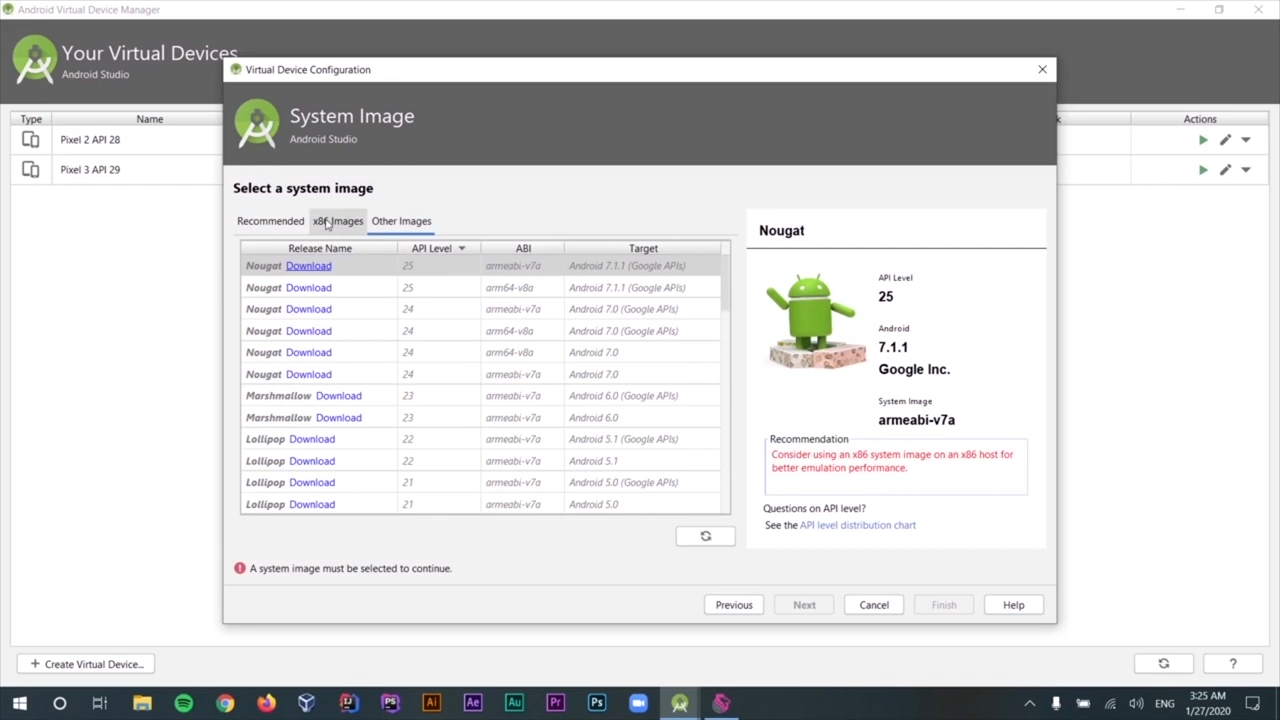 Android Virtual Device Manager
Your Virtual Devices
Android Studio
Type Name Actions
Pixel 2 API 28
Pixel 3 API 29
Virtual Device Configuration
System Image
Android Studio
Select a system image
Recommended x86 Images Other Images
Release Name API Level ABI Target
Nougat Download 25 armeabi-v7a Android 7.1.1 (Google APIs)
Nougat Download 25 arm64-v8a Android 7.1.1 (Google APIs)
Nougat Download 24 armeabi-v7a Android 7.0 (Google APIs)
Nougat Download 24 arm64-v8a Android 7.0 (Google APIs)
Nougat Download 24 arm64-v8a Android 7.0
Nougat Download 24 armeabi-v7a Android 7.0
Marshmallow Download 23 armeabi-v7a Android 6.0 (Google APIs)
Marshmallow Download 23 armeabi-v7a Android 6.0
Lollipop Download 22 armeabi-v7a Android 5.1 (Google APIs)
Lollipop Download 22 armeabi-v7a Android 5.1
Lollipop Download 21 armeabi-v7a Android 5.0 (Google APIs)
Lollipop Download 21 armeabi-v7a Android 5.0
Nougat
API Level
25
Android
7.1.1
Google Inc.
System Image
armeabi-v7a
Recommendation
Consider using an x86 system image on an x86 host for
better emulation performance.
Questions on API level?
See the API level distribution chart
A system image must be selected to continue.
Previous Next Cancel Finish Help
+ Create Virtual Device...
?
PS Ai Ae Au Pr Ps
ENG
3:25 AM
1/27/2020